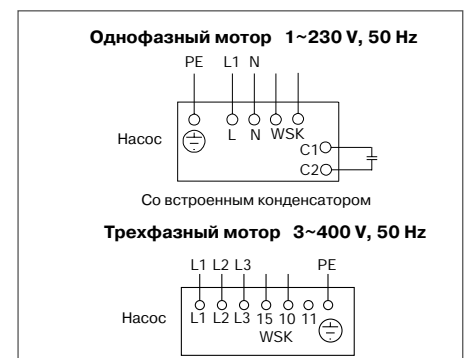 Однофазный мотор 1~230 V, 50 Hz
PE L1 N
Насос
L N WSK
C1
C2
Со встроенным конденсатором
Трехфазный мотор 3~400 V, 50 Hz
L1 L2 L3 PE
Насос
L1 L2 L3 15 10 11
WSK